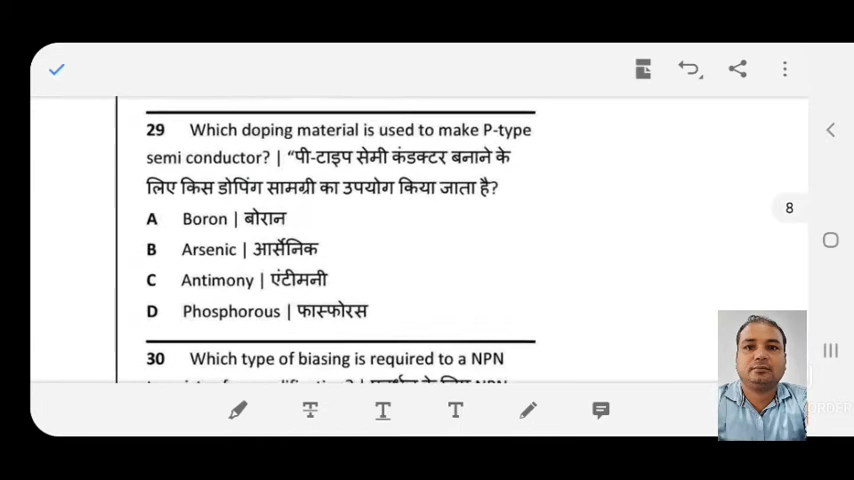 29 Which doping material is used to make P-type
semi conductor? | “पी-टाइप सेमी कंडक्टर बनाने के
लिए किस डोपिंग सामग्री का उपयोग किया जाता है?
A Boron | बोरान
B Arsenic | आर्सेनिक
C Antimony | एंटीमनी
D Phosphorous | फास्फोरस
8
30 Which type of biasing is required to a NPN